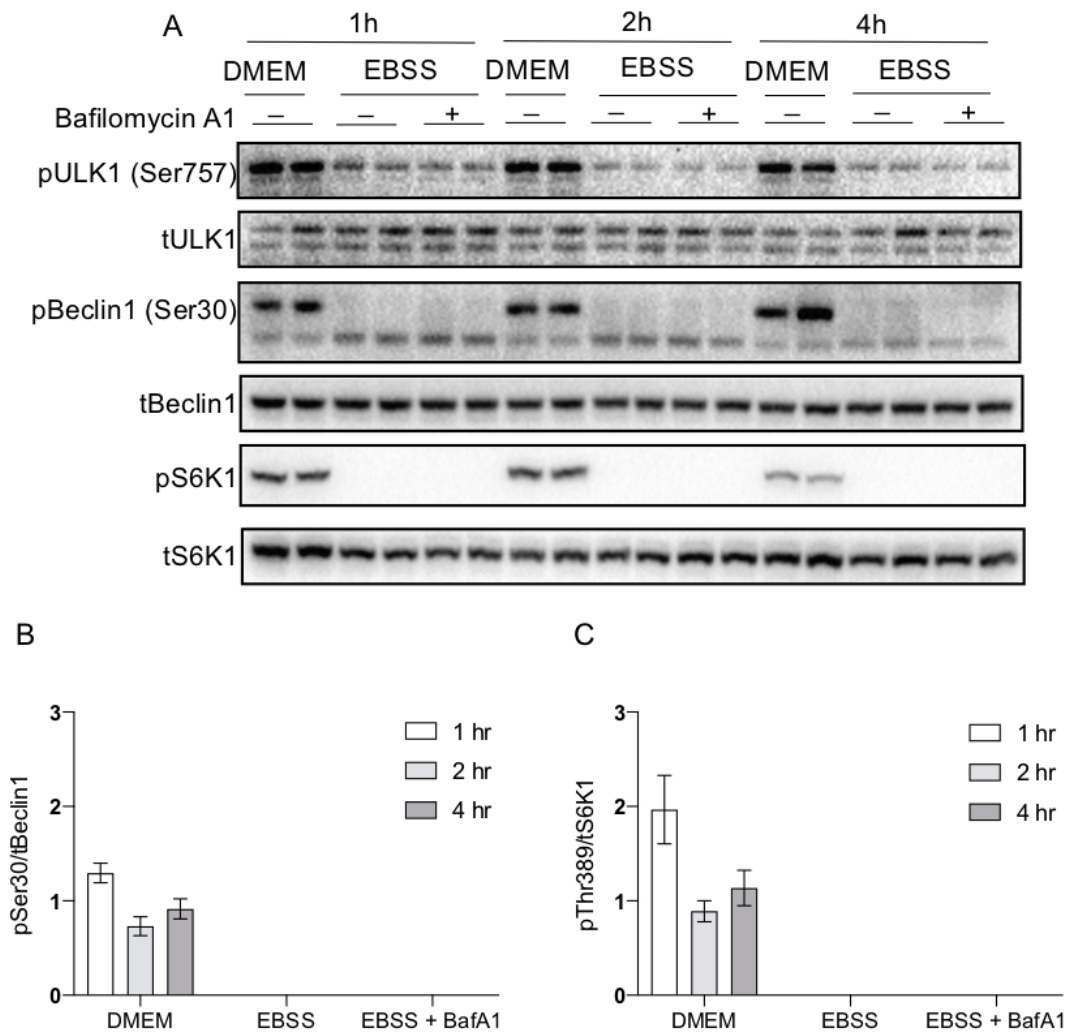 A
1h 2h 4h
DMEM EBSS DMEM EBSS DMEM EBSS
Bafilomycin A1 – – + – – + – – +
pULK1 (Ser757)
tULK1
pBeclin1 (Ser30)
tBeclin1
pS6K1
tS6K1
B
pSer30/tBeclin1
3
2
1
0
1 hr
2 hr
4 hr
DMEM EBSS EBSS + BafA1
C
pThr389/tS6K1
3
2
1
0
1 hr
2 hr
4 hr
DMEM EBSS EBSS + BafA1